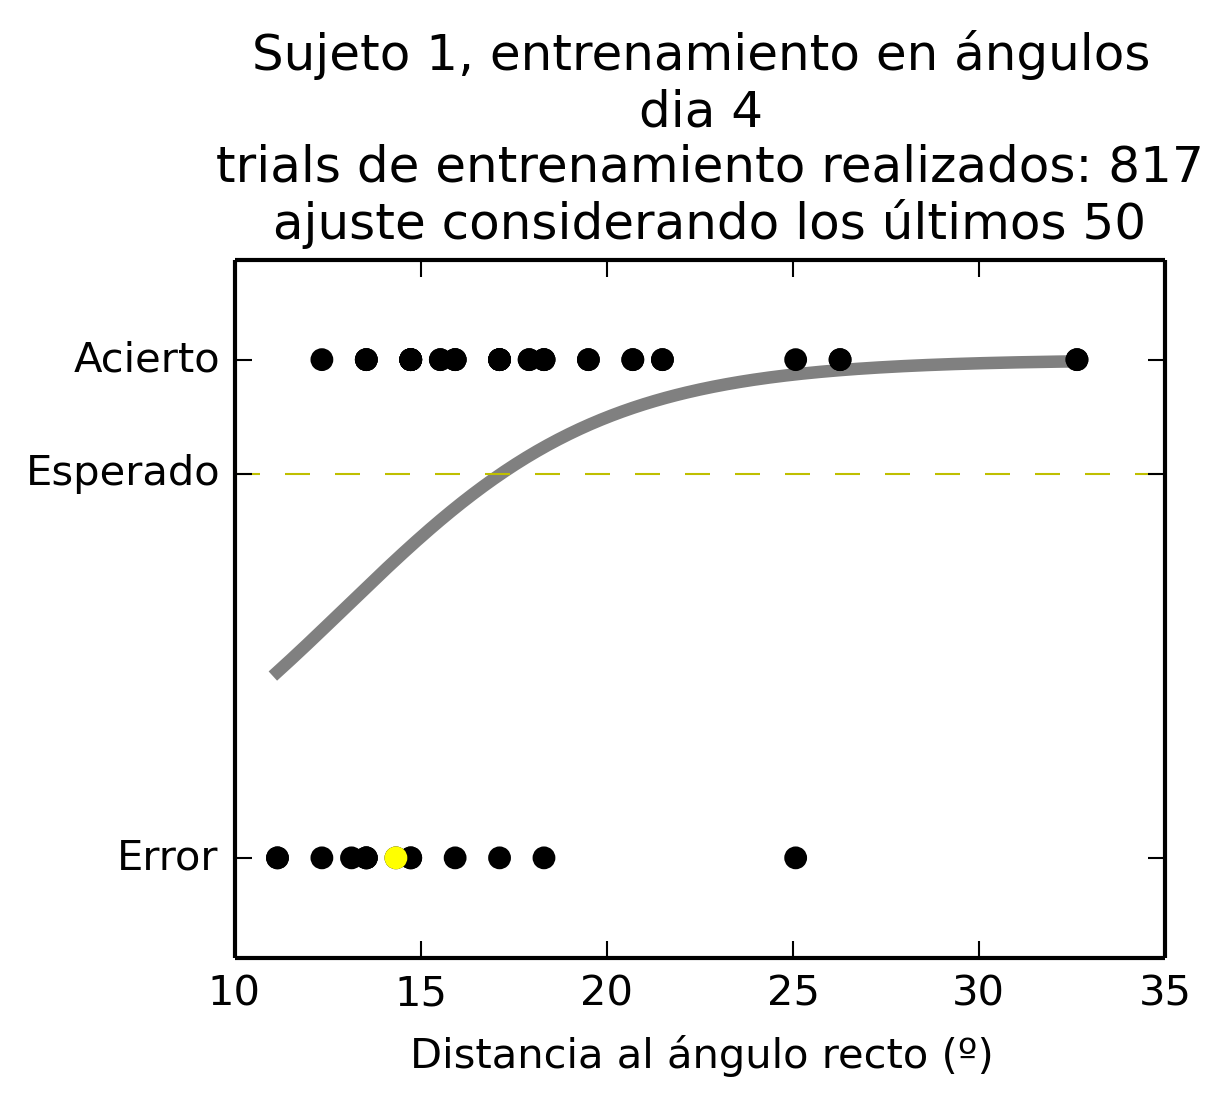 Sujeto 1, entrenamiento en ángulos
dia 4
trials de entrenamiento realizados: 817
ajuste considerando los últimos 50
Acierto
Esperado
Error
10 15 20 25 30 35
Distancia al ángulo recto (º)